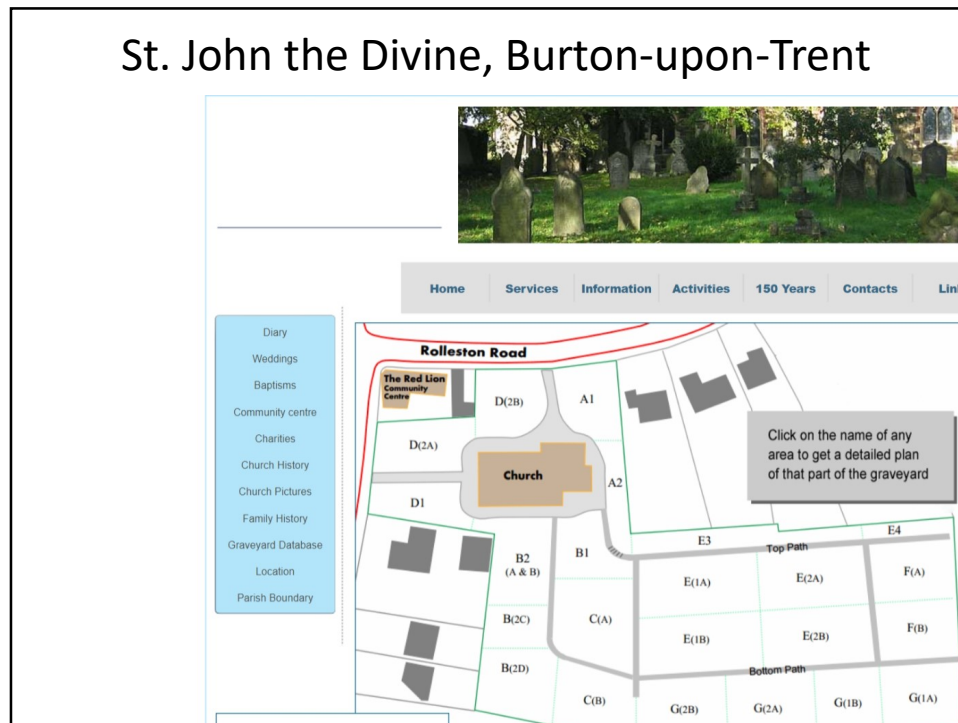 St. John the Divine, Burton-upon-Trent
Home Services Information Activities 150 Years Contacts
Diary
Weddings
Baptisms
Community centre
Charities
Church History
Church Pictures
Family History
Graveyard Database
Location
Parish Boundary
Rolleston Road
The Red Lion
Community
Centre
D(2B)
A1
D(2A)
Click on the name of any
area to get a detailed plan
of that part of the graveyard
Church
A2
D1
E3
E4
Top Path
B2
(A & B)
B1
E(1A)
E(2A)
F(A)
B(2C)
C(A)
E(1B)
E(2B)
F(B)
B(2D)
Bottom Path
C(B)
G(2B)
G(2A)
G(1B)
G(1A)